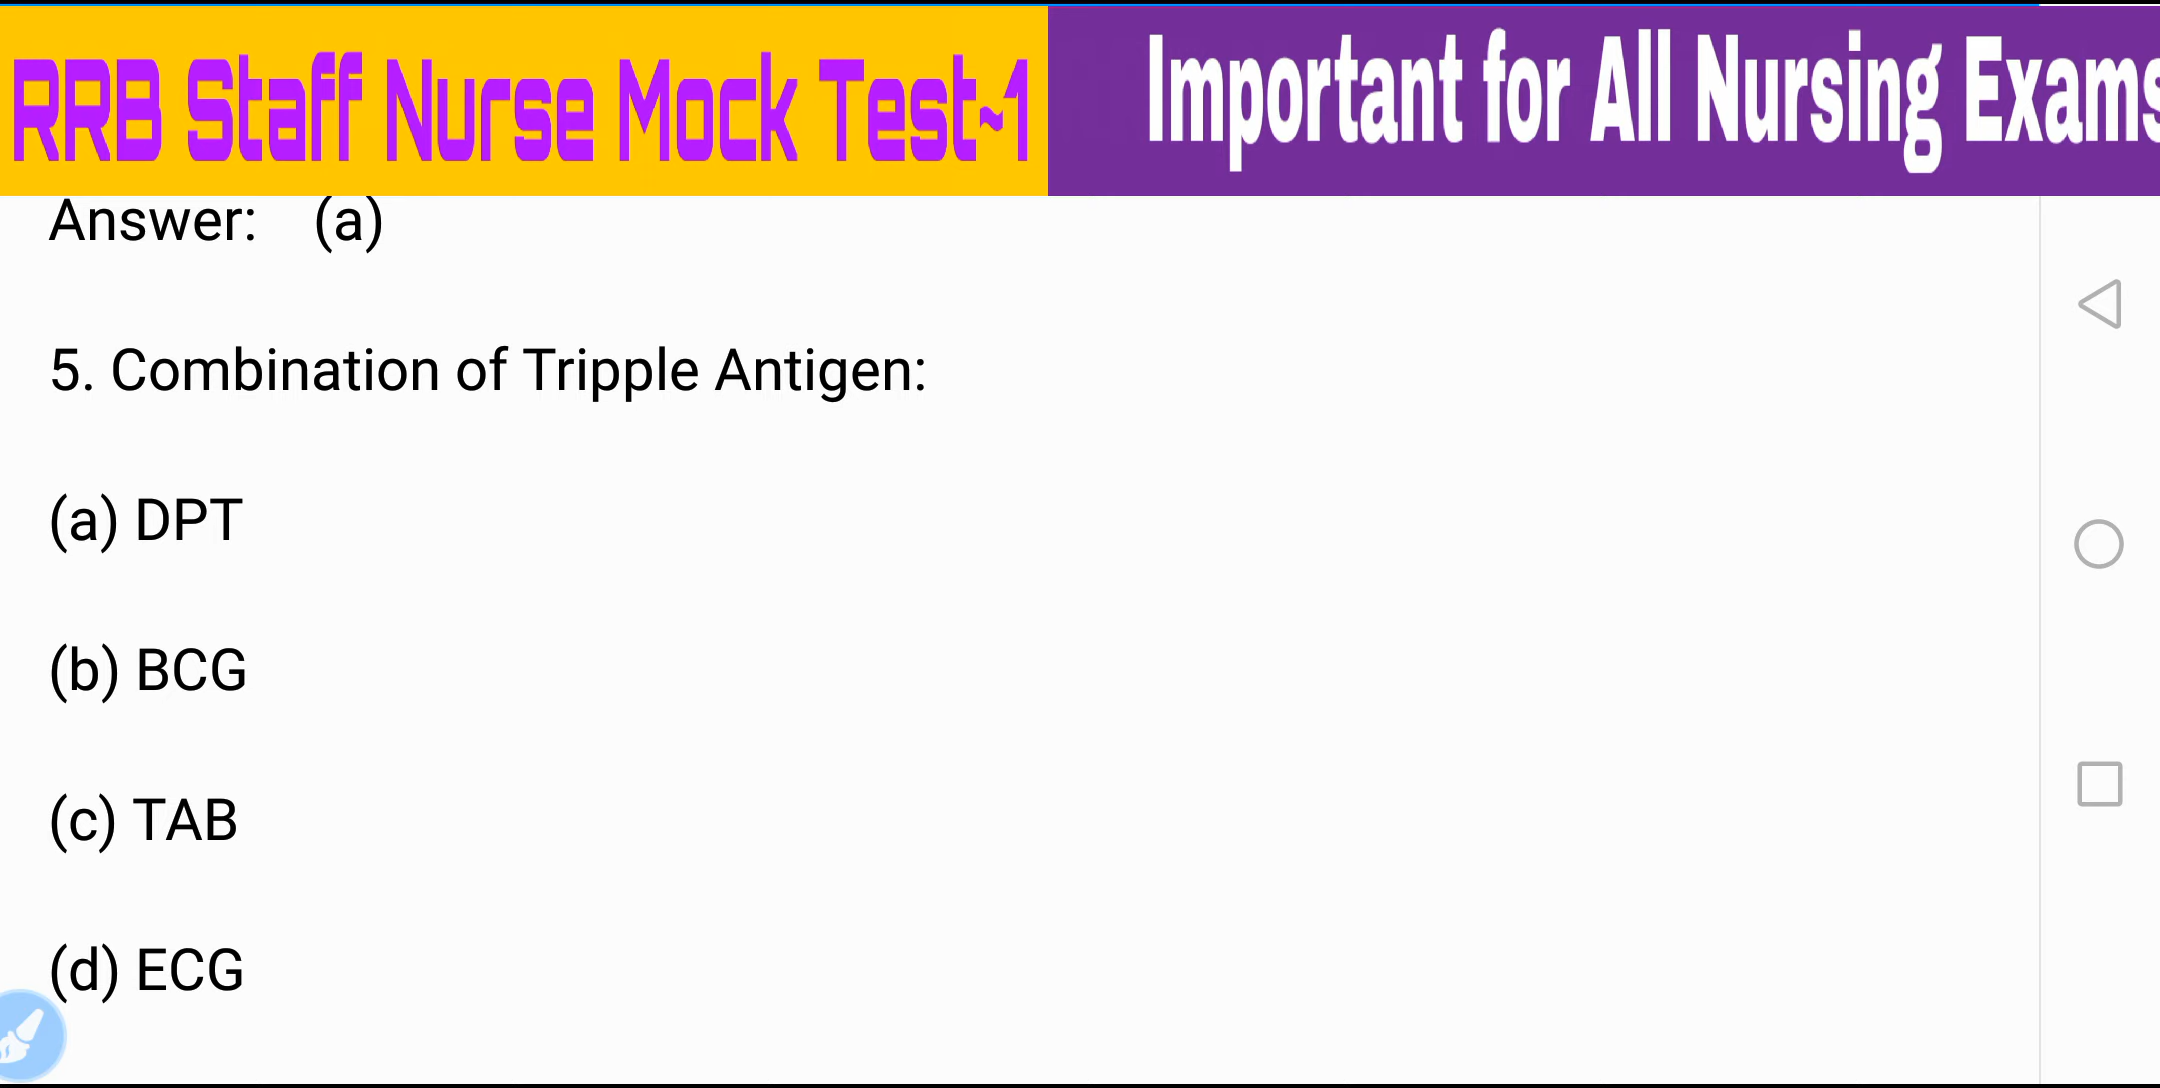 RRB Staff Nurse Mock Test~1
Important for All Nursing Exams
Answer: (a)
5. Combination of Tripple Antigen:
(a) DPT
(b) BCG
(c) TAB
(d) ECG